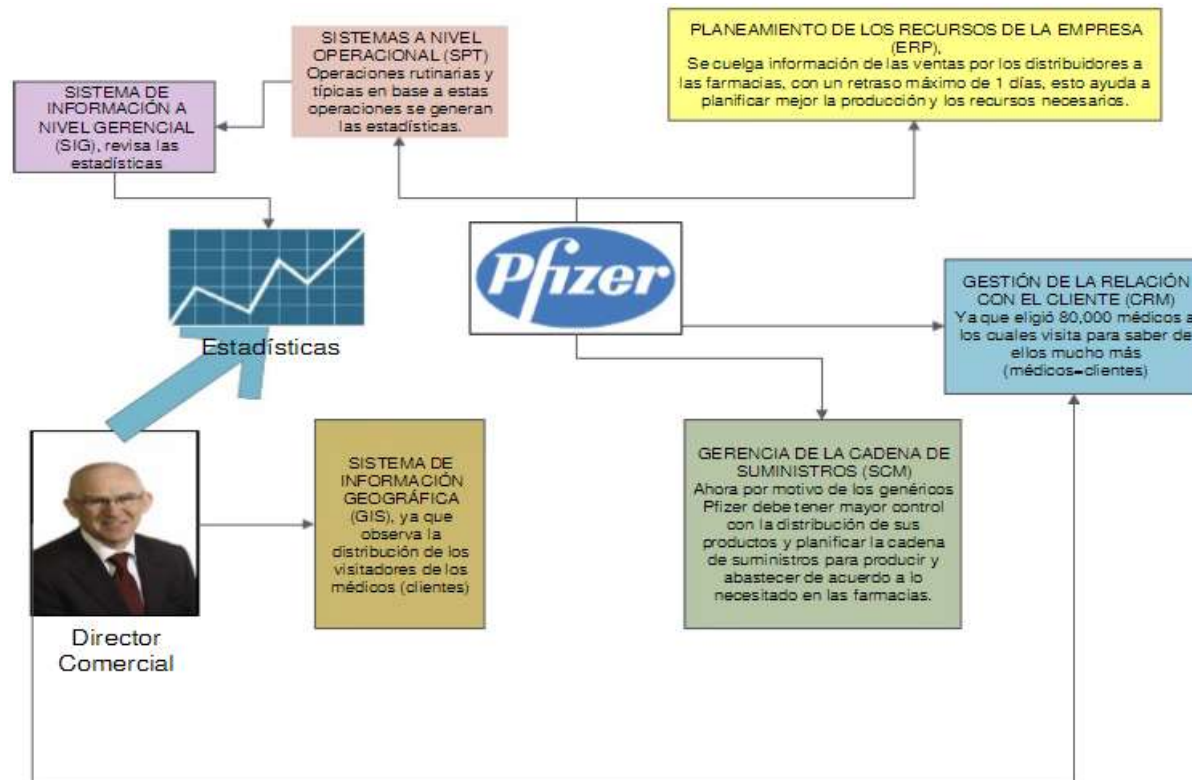 SISTEMAS A NIVEL
OPERACIONAL (SPT)
Operaciones rutinarias y
típicas en base a estas
operaciones se generan
las estadísticas.
PLANEAMIENTO DE LOS RECURSOS DE LA EMPRESA
(ERP),
Se cuelga información de las ventas por los distribuidores a
las farmacias, con un retraso máximo de 1 días, esto ayuda a
planificar mejor la producción y los recursos necesarios.
SISTEMA DE
INFORMACIÓN A
NIVEL GERENCIAL
(SIG), revisa las
estadísticas
Pfizer
Estadísticas
GESTIÓN DE LA RELACIÓN
CON EL CLIENTE (CRM)
Ya que eligió 80,000 médicos a
los cuales visita para saber de
ellos mucho más
(médicos=clientes)
SISTEMA DE
INFORMACIÓN
GEOGRÁFICA
(GIS), ya que
observa la
distribución de los
visitadores de los
médicos (clientes)
GERENCIA DE LA CADENA DE
SUMINISTROS (SCM)
Ahora por motivo de los genéricos
Pfizer debe tener mayor control
con la distribución de sus
productos y planificar la cadena
de suministros para producir y
abastecer de acuerdo a lo
necesitado en las farmacias.
Director
Comercial